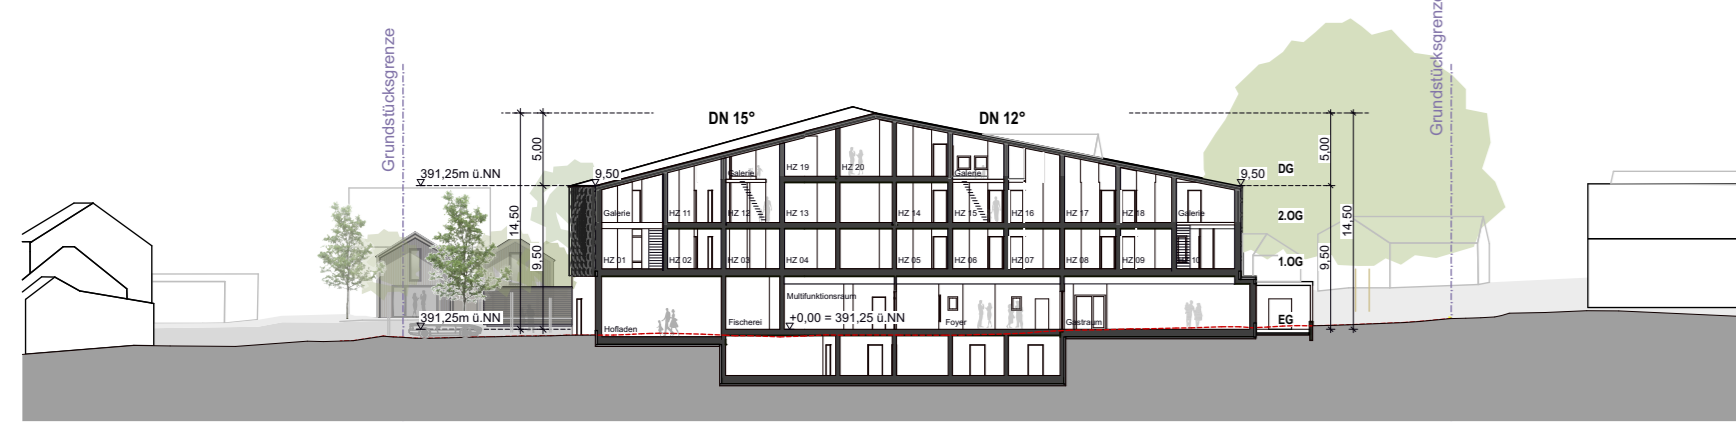 Grundstücksgrenze
Grundstücksgrenze
DN 15°
DN 12°
5,00
5,00
391,25m ü.NN
9,50
9,50
DG
HZ 19
HZ 20
Galerie
Galerie
14,50
14,50
Galerie
HZ 11
HZ 12
HZ 13
HZ 14
HZ 15
HZ 16
HZ 17
HZ 18
Galerie
2.OG
9,50
9,50
HZ 01
HZ 02
HZ 03
HZ 04
HZ 05
HZ 06
HZ 07
HZ 08
HZ 09
HZ 10
1.OG
Multifunktionsraum
391,25m ü.NN
+0,00 = 391,25 ü.NN
Hofladen
Fischerei
Foyer
Gastraum
EG